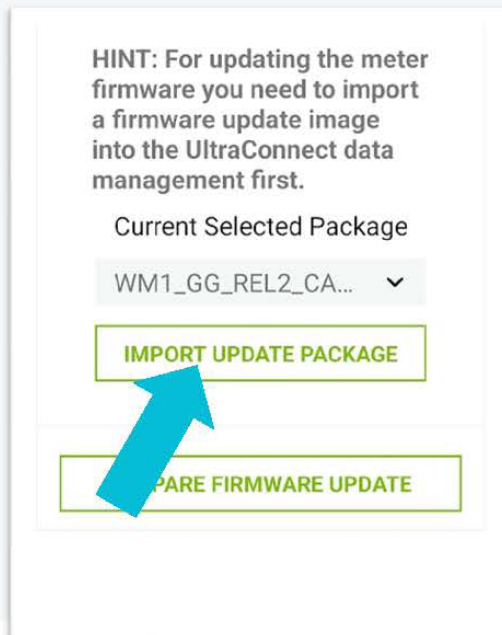 HINT: For updating the meter
firmware you need to import
a firmware update image
into the UltraConnect data
management first.
Current Selected Package
WM1_GG_REL2_CA...
IMPORT UPDATE PACKAGE
FIRMWARE UPDATE